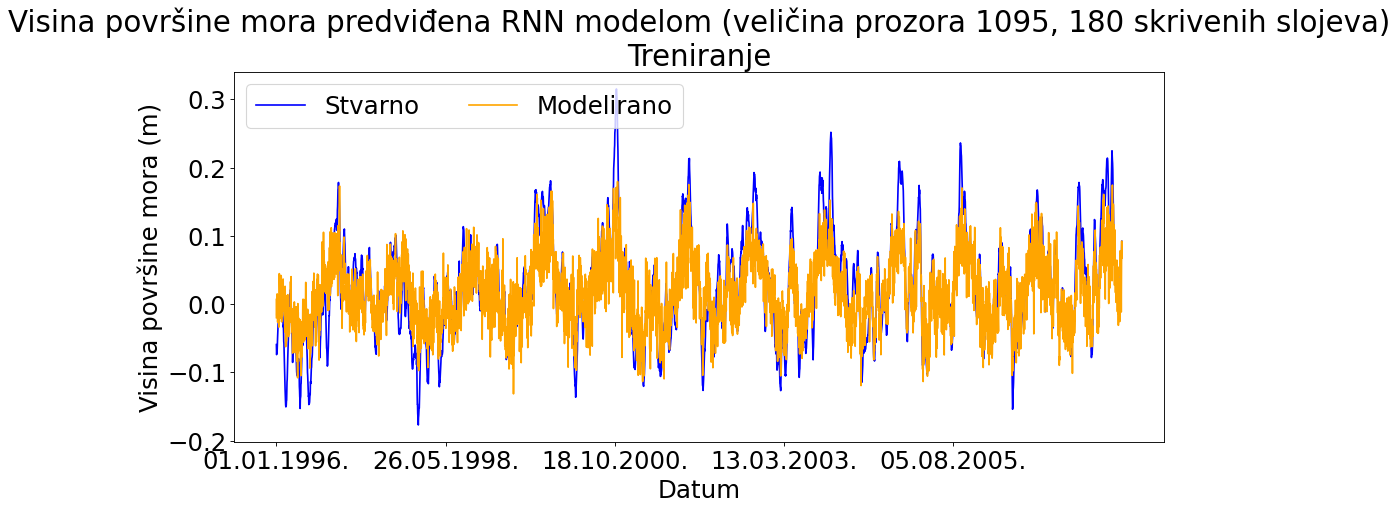 Visina površine mora predviđena RNN modelom (veličina prozora 1095, 180 skrivenih slojeva)
Treniranje
Stvarno
Modelirano
Visina površine mora (m)
0.3
0.2
0.1
0.0
−0.1
−0.2
01.01.1996.
26.05.1998.
18.10.2000.
13.03.2003.
05.08.2005.
Datum